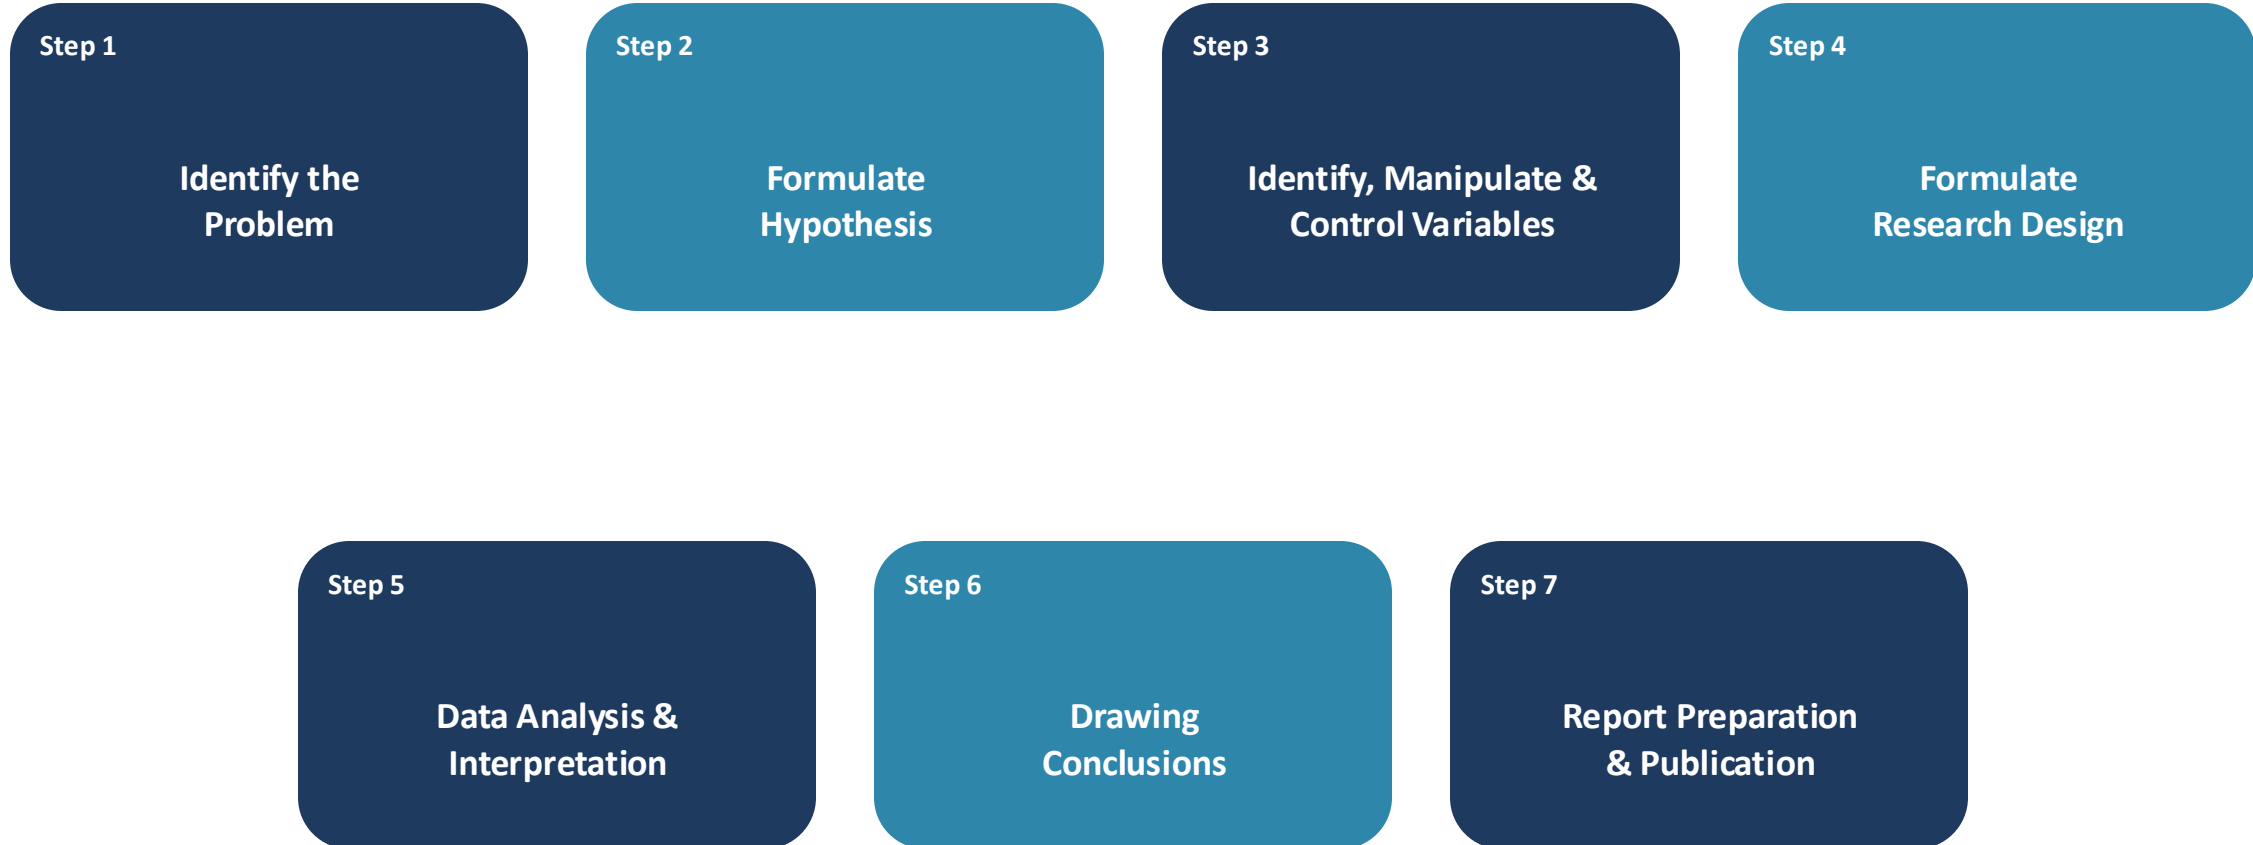 Step 1
Identify the
Problem
Step 2
Formulate
Hypothesis
Step 3
Identify, Manipulate &
Control Variables
Step 4
Formulate
Research Design
Step 5
Data Analysis &
Interpretation
Step 6
Drawing
Conclusions
Step 7
Report Preparation
& Publication